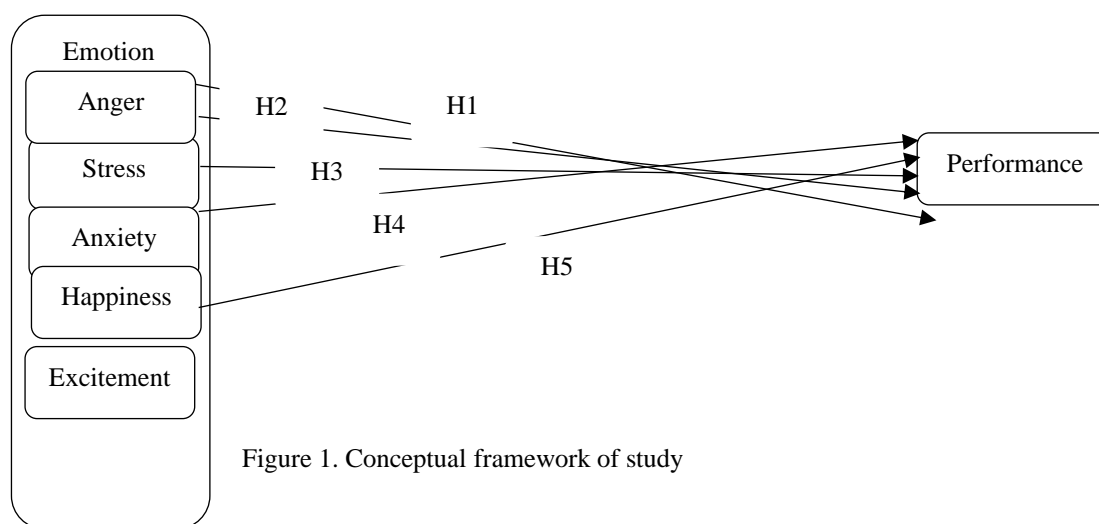 Emotion
Anger
H2
H1
Stress
H3
Performance
Anxiety
H4
Happiness
H5
Excitement
Figure 1. Conceptual framework of study